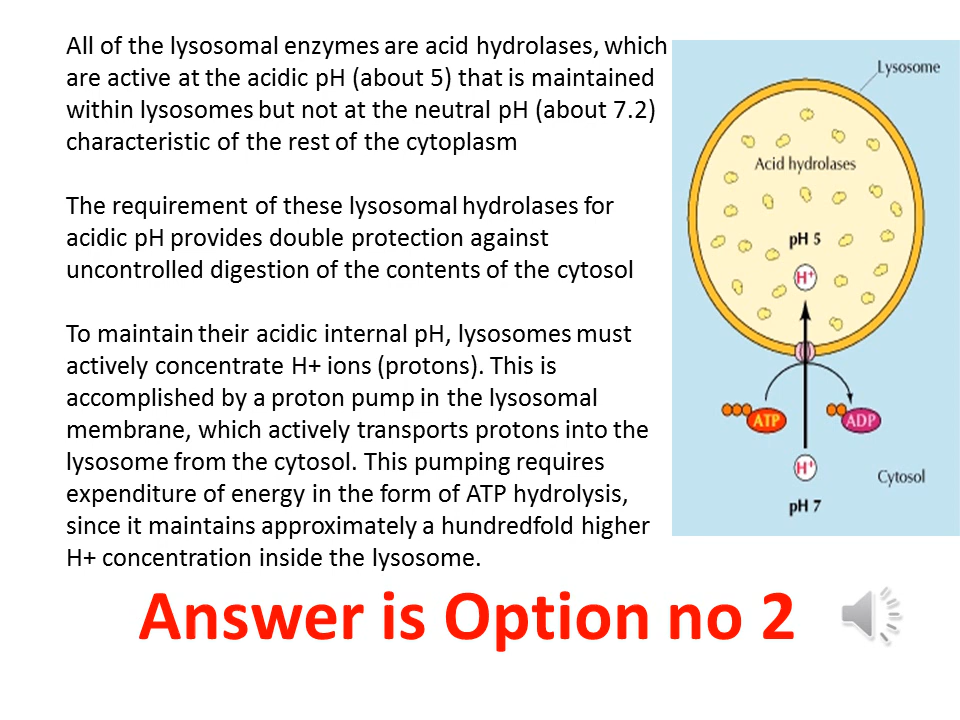 All of the lysosomal enzymes are acid hydrolases, which
are active at the acidic pH (about 5) that is maintained
within lysosomes but not at the neutral pH (about 7.2)
characteristic of the rest of the cytoplasm
The requirement of these lysosomal hydrolases for
acidic pH provides double protection against
uncontrolled digestion of the contents of the cytosol
To maintain their acidic internal pH, lysosomes must
actively concentrate H+ ions (protons). This is
accomplished by a proton pump in the lysosomal
membrane, which actively transports protons into the
lysosome from the cytosol. This pumping requires
expenditure of energy in the form of ATP hydrolysis,
since it maintains approximately a hundredfold higher
H+ concentration inside the lysosome.
Lysosome
Acid hydrolases
pH 5
H⁺
ATP
ADP
H⁺
Cytosol
pH 7
Answer is Option no 2